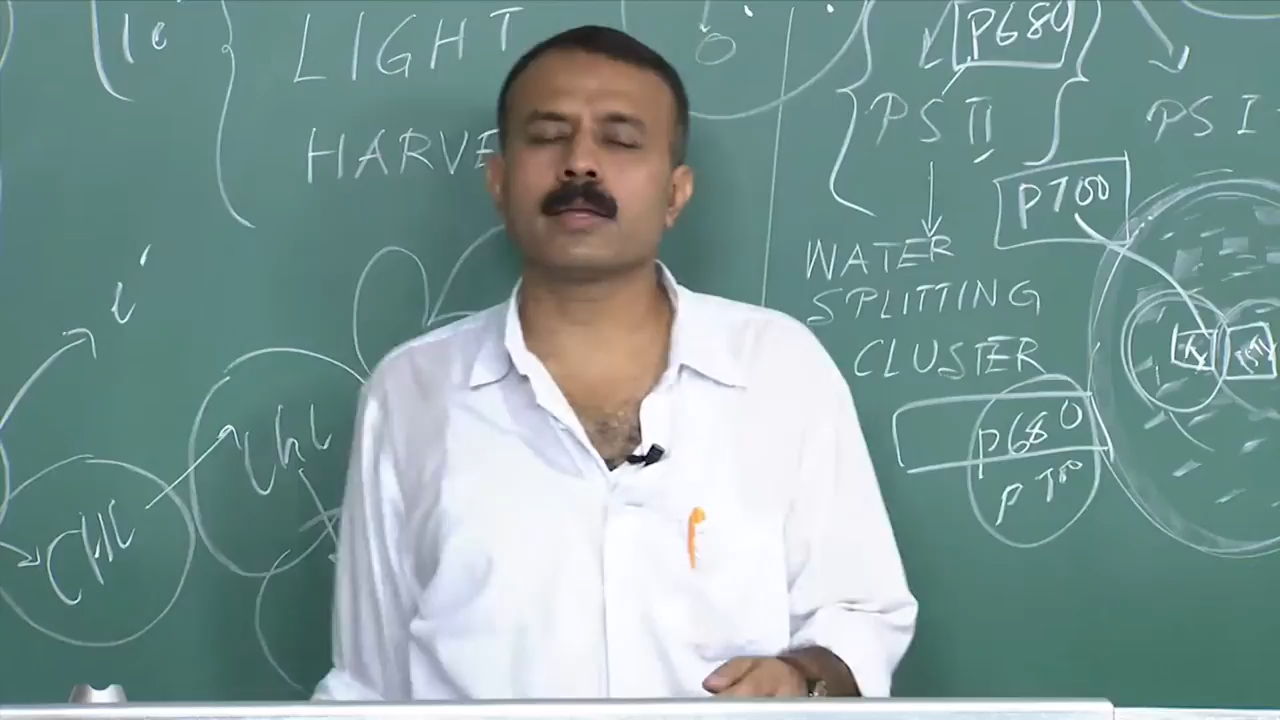 LIGHT
HARVE
Chl
Chl
P680
PS II
PS I
P700
WATER
SPLITTING
CLUSTER
P680
P700